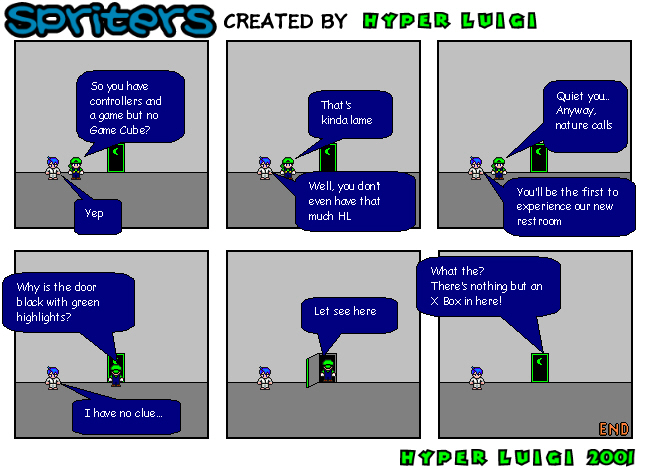 Spriters CREATED BY HYPER LUIGI
So you have
controllers and
a game but no
Game Cube?
Yep
That's
kinda lame
Well, you don't
even have that
much HL
Quiet you..
Anyway,
nature calls
You'll be the first to
experience our new
restroom
Why is the door
black with green
highlights?
I have no clue...
Let see here
What the?
There's nothing but an
X Box in here!
END
HYPER LUIGI 2001